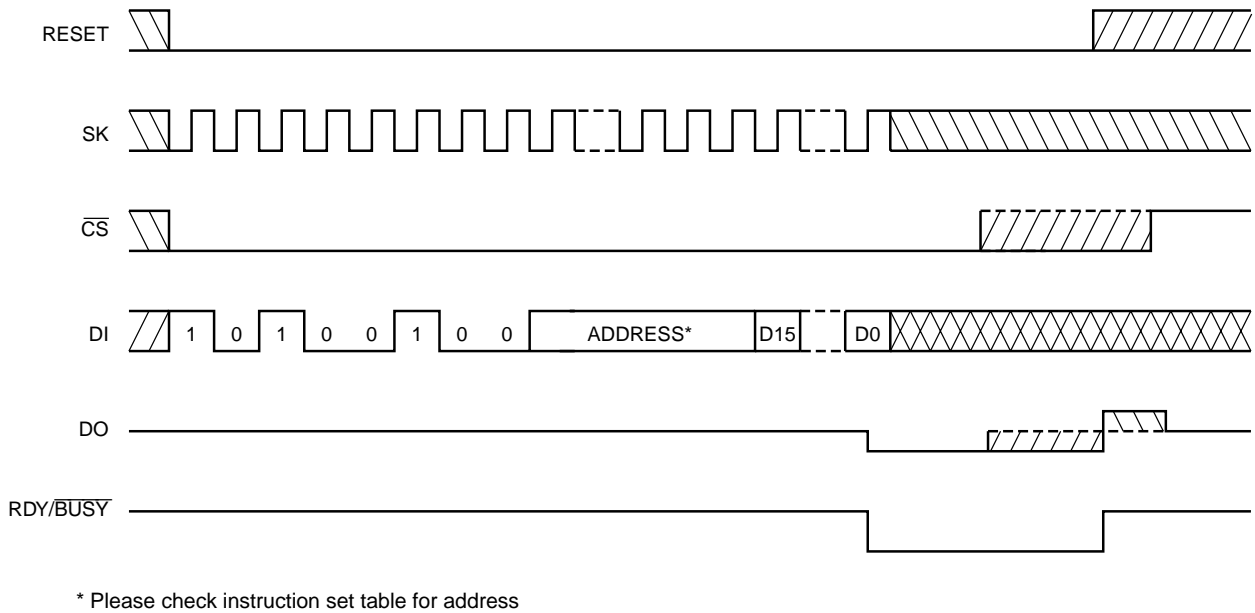 RESET
SK
CS
DI 1 0 1 0 0 1 0 0 ADDRESS* D15 D0
DO
RDY/BUSY
* Please check instruction set table for address